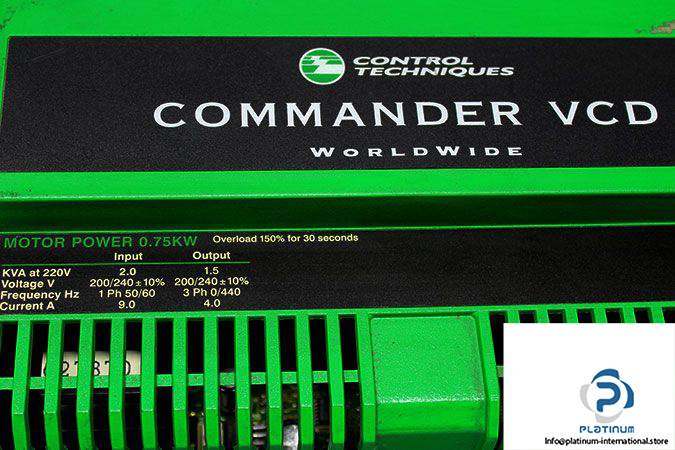 CONTROL
TECHNIQUES
COMMANDER VCD
WORLDWIDE
MOTOR POWER 0.75KW Overload 150% for 30 seconds
Input Output
KVA at 220V 2.0 1.5
Voltage V 200/240±10% 200/240±10%
Frequency Hz 1 Ph 50/60 3 Ph 0/440
Current A 9.0 4.0
PLATINUM
Info@platinum-international.store